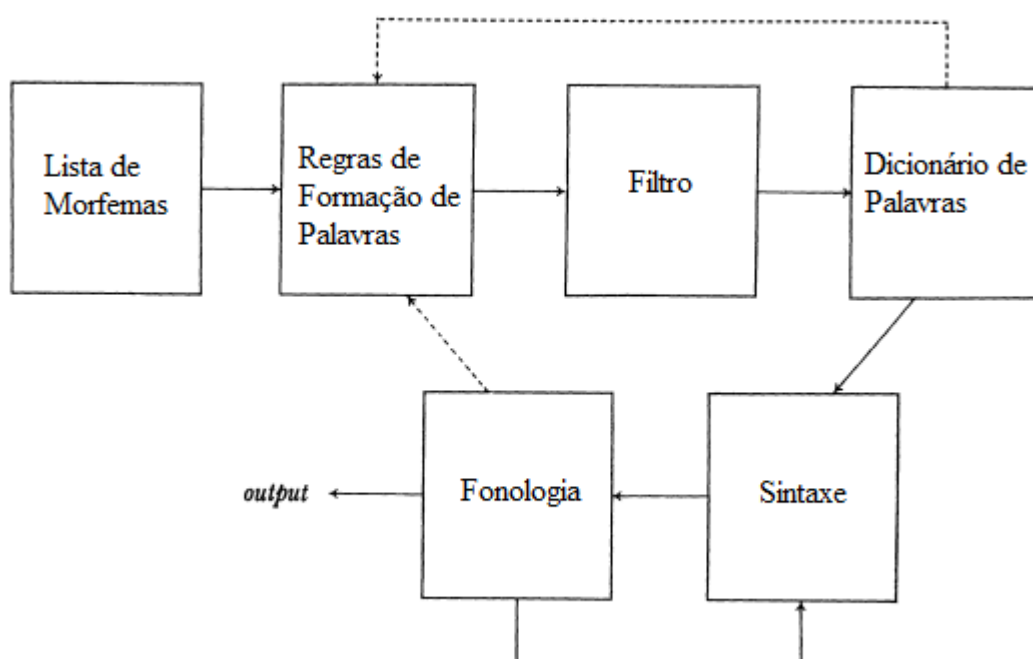 Lista de
Morfemas
Regras de
Formação de
Palavras
Filtro
Dicionário de
Palavras
output
Fonologia
Sintaxe